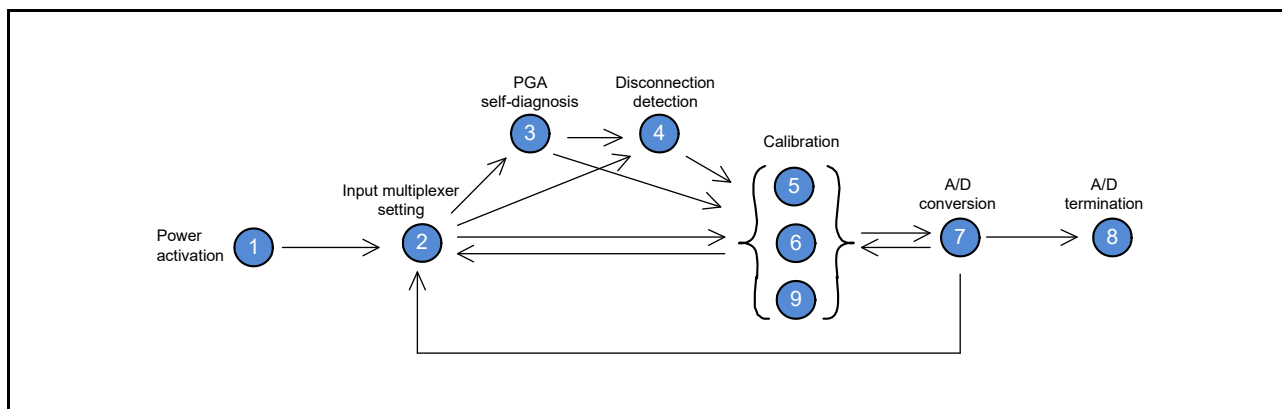 PGA
self-diagnosis
3
Disconnection
detection
4
Calibration
5
6
9
Input multiplexer
setting
2
Power
activation
1
A/D
conversion
7
A/D
termination
8